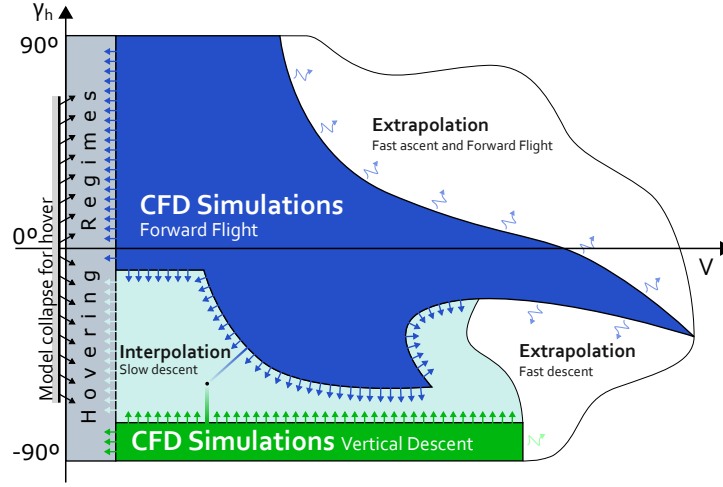 γh
90º
Extrapolation
Fast ascent and Forward Flight
CFD Simulations
Forward Flight
0º
V
Hovering Regimes
Model collapse for hover
Interpolation
Slow descent
Extrapolation
Fast descent
CFD Simulations Vertical Descent
-90º